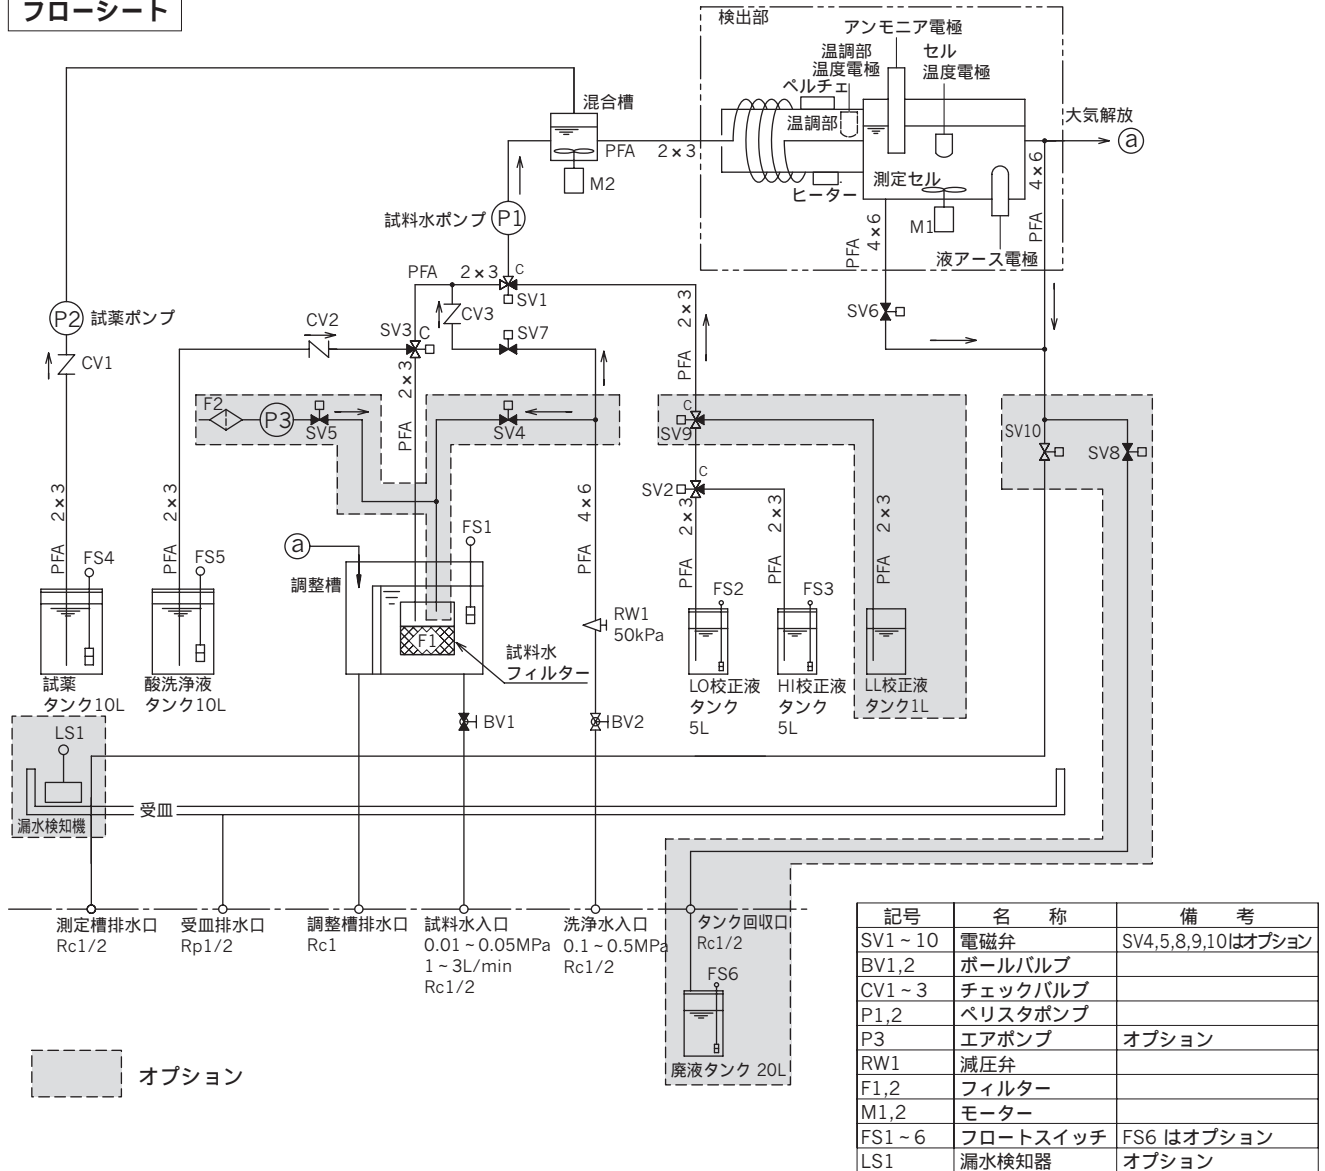 フローシート
検出部
アンモニア電極
温調部
温度電極
セル
温度電極
ペルチェ
温調部
ヒーター
測定セル
M1
液アース電極
大気解放
a
4×6
PFA
4×6
PFA
混合槽
PFA 2×3
M2
試料水ポンプ
P1
PFA 2×3
C
SV1
P2
試薬ポンプ
CV1
CV2
SV3
C
CV3
SV7
SV6
2×3
PFA
2×3
PFA
F2
P3
SV5
SV4
C
SV9
SV10
SV8
SV2
C
2×3
PFA
2×3
PFA
4×6
PFA
2×3
PFA
2×3
PFA
2×3
PFA
FS4
FS5
a
調整槽
FS1
F1
試料水
フィルター
RW1
50kPa
FS2
FS3
試薬
タンク10L
酸洗浄液
タンク10L
LO校正液
タンク
5L
HI校正液
タンク
5L
LL校正液
タンク1L
BV1
BV2
LS1
漏水検知機
受皿
測定槽排水口
Rc1/2
受皿排水口
Rp1/2
調整槽排水口
Rc1
試料水入口
0.01~0.05MPa
1~3L/min
Rc1/2
洗浄水入口
0.1~0.5MPa
Rc1/2
タンク回収口
Rc1/2
FS6
廃液タンク 20L
オプション
記号 名 称 備 考
SV1~10 電磁弁 SV4,5,8,9,10はオプション
BV1,2 ボールバルブ
CV1~3 チェックバルブ
P1,2 ペリスタポンプ
P3 エアポンプ オプション
RW1 減圧弁
F1,2 フィルター
M1,2 モーター
FS1~6 フロートスイッチ FS6 はオプション
LS1 漏水検知器 オプション